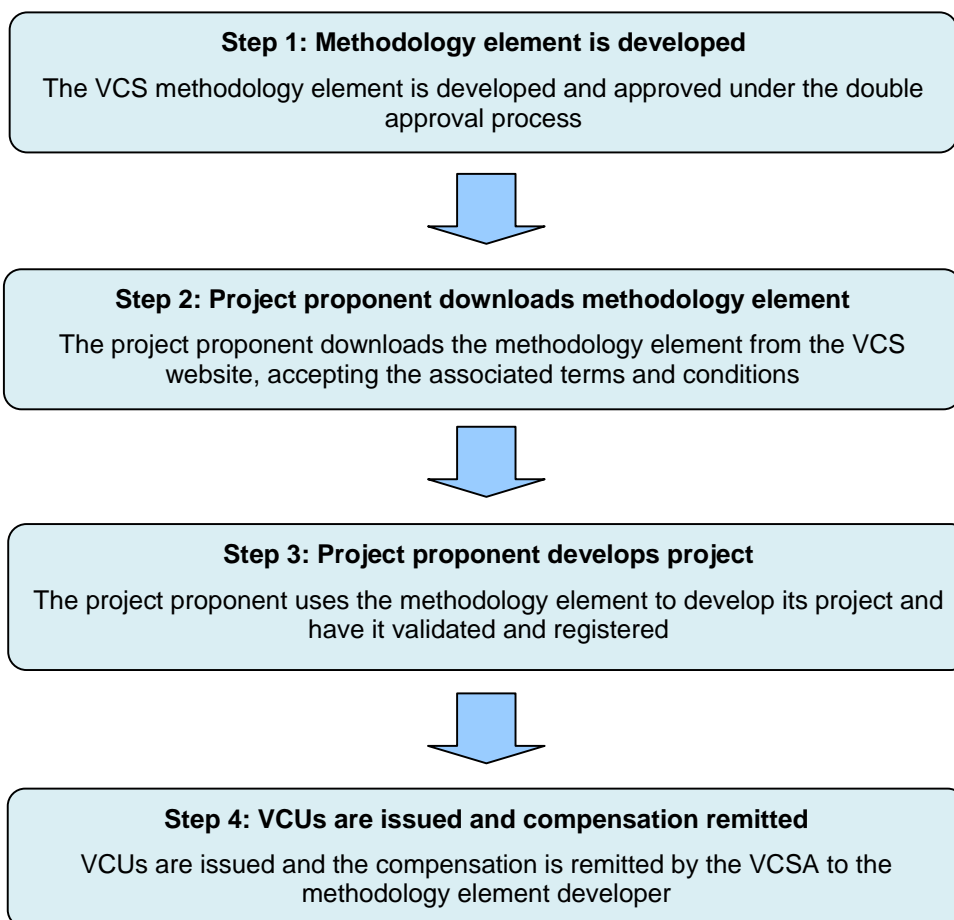 Step 1: Methodology element is developed
The VCS methodology element is developed and approved under the double
approval process
Step 2: Project proponent downloads methodology element
The project proponent downloads the methodology element from the VCS
website, accepting the associated terms and conditions
Step 3: Project proponent develops project
The project proponent uses the methodology element to develop its project and
have it validated and registered
Step 4: VCUs are issued and compensation remitted
VCUs are issued and the compensation is remitted by the VCSA to the
methodology element developer